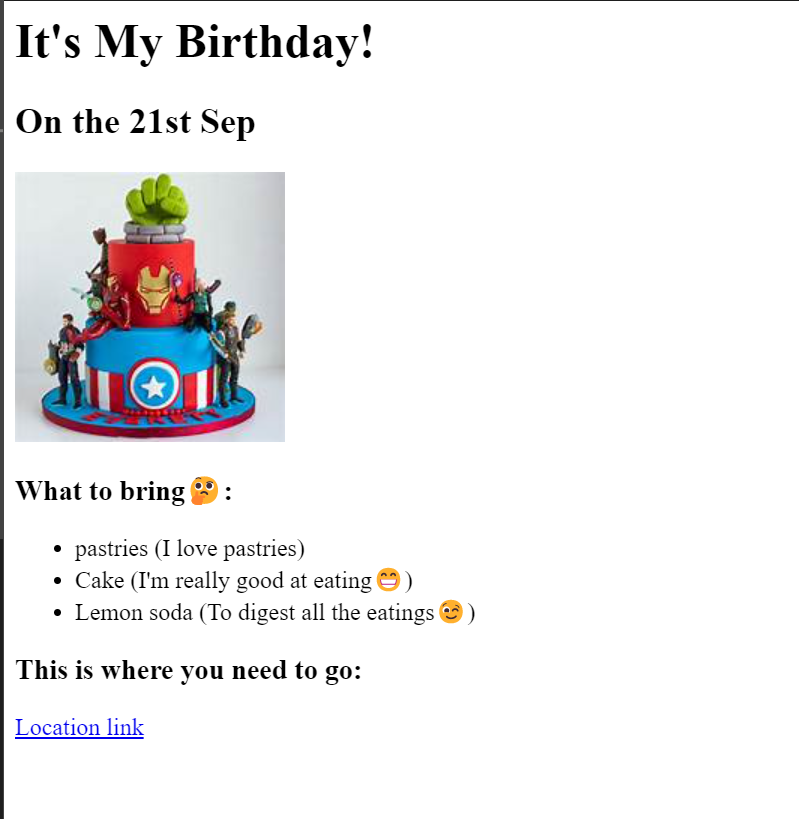 It's My Birthday!
On the 21st Sep
What to bring🤔:
• pastries (I love pastries)
• Cake (I'm really good at eating😁)
• Lemon soda (To digest all the eatings😉)
This is where you need to go:
Location link